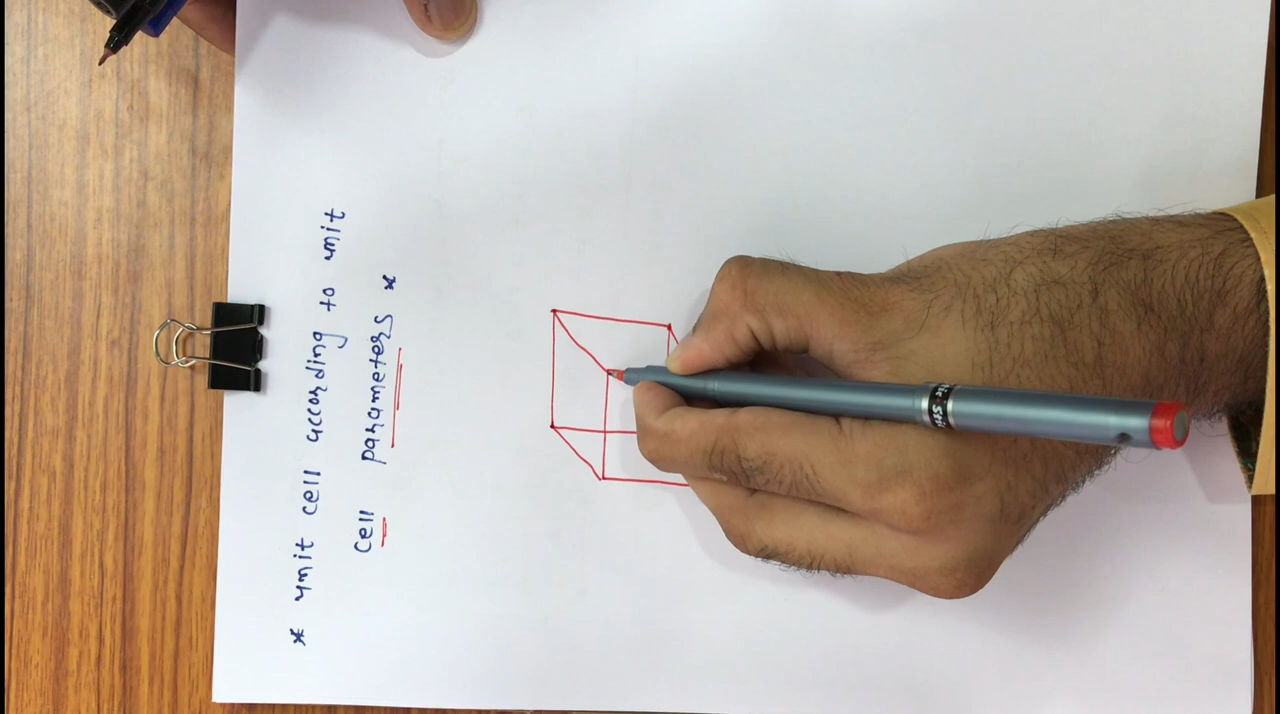 * unit cell according to unit
cell parameters *